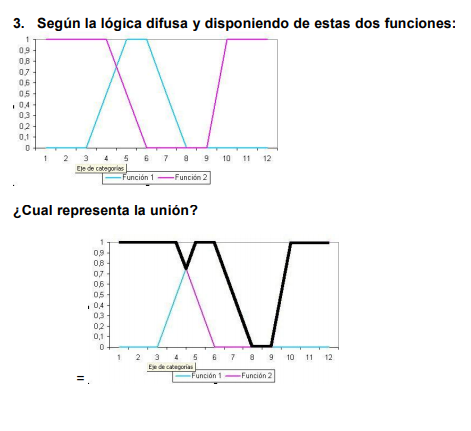 3. Según la lógica difusa y disponiendo de estas dos funciones:
1
0,9
0,8
0,7
0,6
0,5
0,4
0,3
0,2
0,1
0
1 2 3 4 5 6 7 8 9 10 11 12
Eje de categorías
Función 1 Función 2
¿Cual representa la unión?
1
0,9
0,8
0,7
0,6
0,5
0,4
0,3
0,2
0,1
0
1 2 3 4 5 6 7 8 9 10 11 12
Eje de categorías
Función 1 Función 2
= .